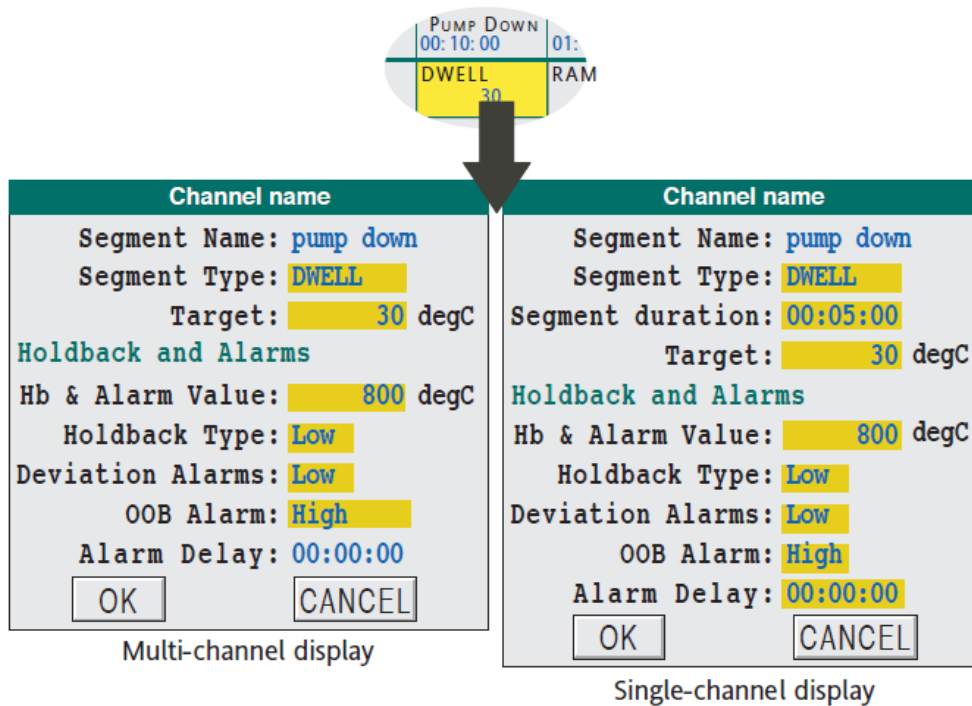 PUMP DOWN
00:10:00 01:
DWELL RAM
30
Channel name
Segment Name: pump down
Segment Type: DWELL
Target: 30 degC
Holdback and Alarms
Hb & Alarm Value: 800 degC
Holdback Type: Low
Deviation Alarms: Low
OOB Alarm: High
Alarm Delay: 00:00:00
OK CANCEL
Multi-channel display
Channel name
Segment Name: pump down
Segment Type: DWELL
Segment duration: 00:05:00
Target: 30 degC
Holdback and Alarms
Hb & Alarm Value: 800 degC
Holdback Type: Low
Deviation Alarms: Low
OOB Alarm: High
Alarm Delay: 00:00:00
OK CANCEL
Single-channel display